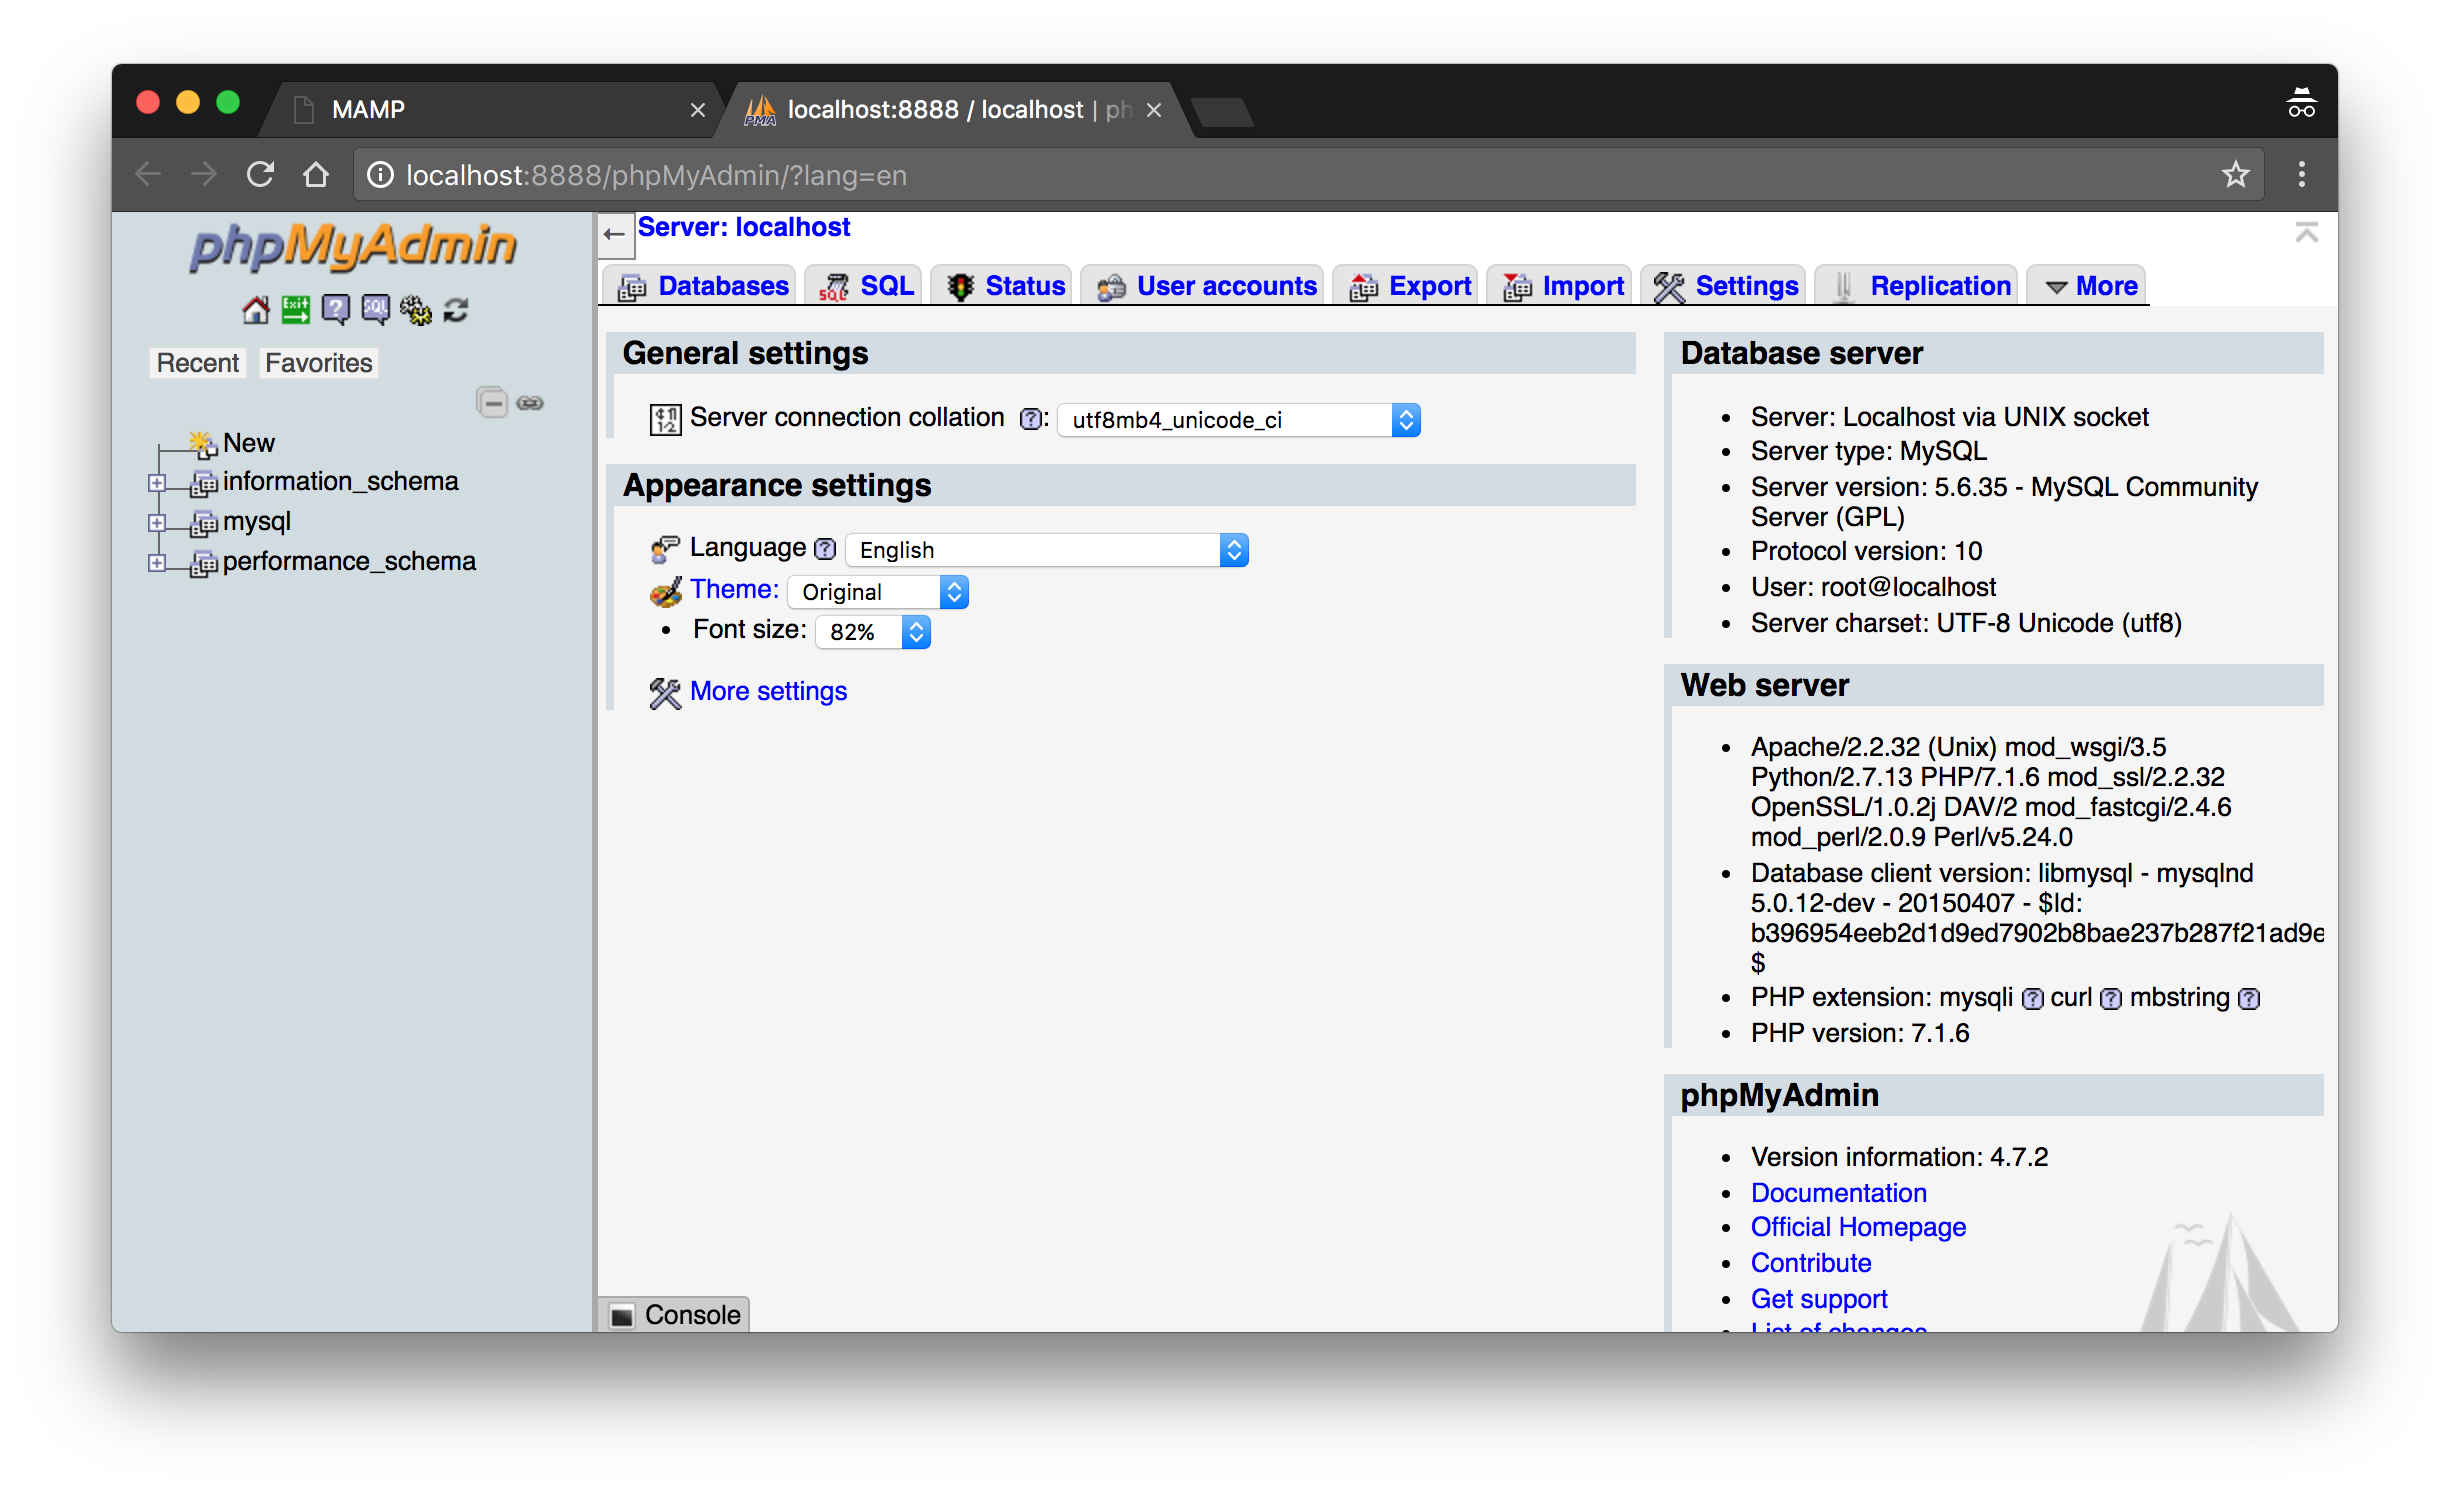 MAMP
localhost:8888 / localhost | ph
localhost:8888/phpMyAdmin/?lang=en
phpMyAdmin
Recent Favorites
New
information_schema
mysql
performance_schema
Server: localhost
Databases SQL Status User accounts Export Import Settings Replication More
General settings
Server connection collation : utf8mb4_unicode_ci
Appearance settings
Language English
Theme: Original
• Font size: 82%
More settings
Console
Database server
• Server: Localhost via UNIX socket
• Server type: MySQL
• Server version: 5.6.35 - MySQL Community
Server (GPL)
• Protocol version: 10
• User: root@localhost
• Server charset: UTF-8 Unicode (utf8)
Web server
• Apache/2.2.32 (Unix) mod_wsgi/3.5
Python/2.7.13 PHP/7.1.6 mod_ssl/2.2.32
OpenSSL/1.0.2j DAV/2 mod_fastcgi/2.4.6
mod_perl/2.0.9 Perl/v5.24.0
• Database client version: libmysql - mysqlnd
5.0.12-dev - 20150407 - $Id:
b396954eeb2d1d9ed7902b8bae237b287f21ad9e
$
• PHP extension: mysqli curl mbstring
• PHP version: 7.1.6
phpMyAdmin
• Version information: 4.7.2
• Documentation
• Official Homepage
• Contribute
• Get support
• List of changes